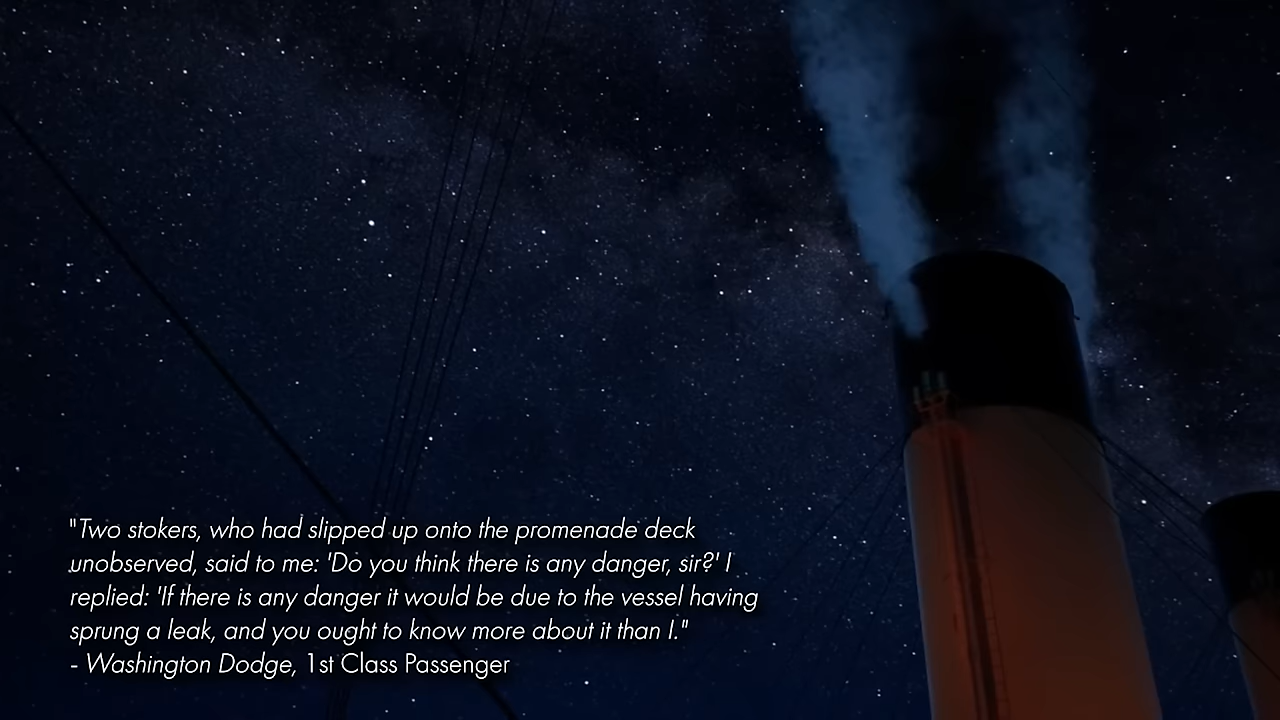 "Two stokers, who had slipped up onto the promenade deck
unobserved, said to me: 'Do you think there is any danger, sir?' I
replied: 'If there is any danger it would be due to the vessel having
sprung a leak, and you ought to know more about it than I."
- Washington Dodge, 1st Class Passenger